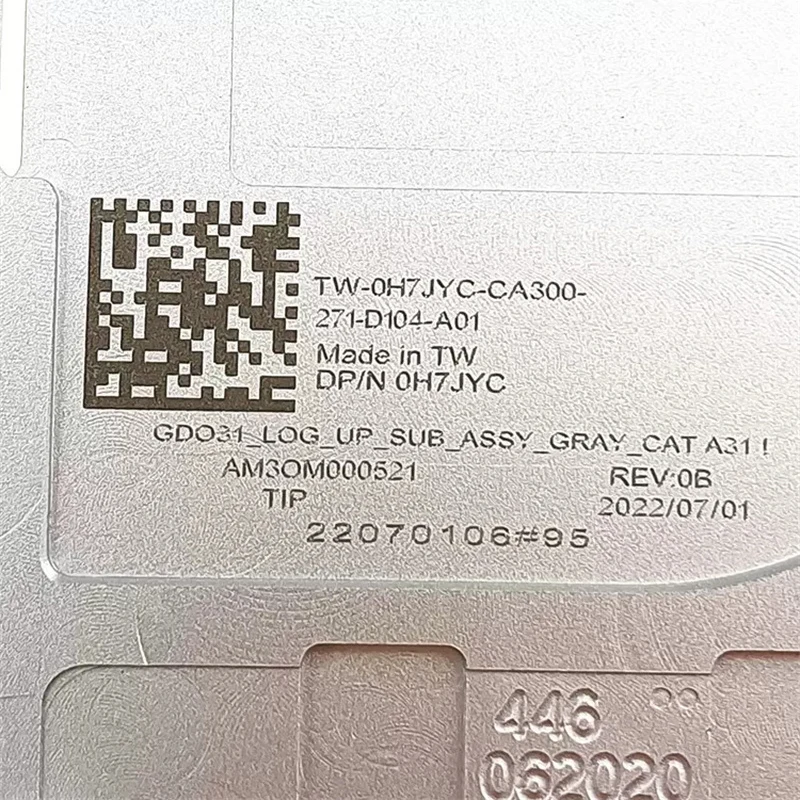 TW-0H7JYC-CA300-
271-D104-A01
Made in TW
DP/N 0H7JYC
GDO31_LOG_UP_SUB_ASSY_GRAY_CAT A31 !
AM3OM000521 REV:0B
TIP 2022/07/01
22070106#95
446
062020